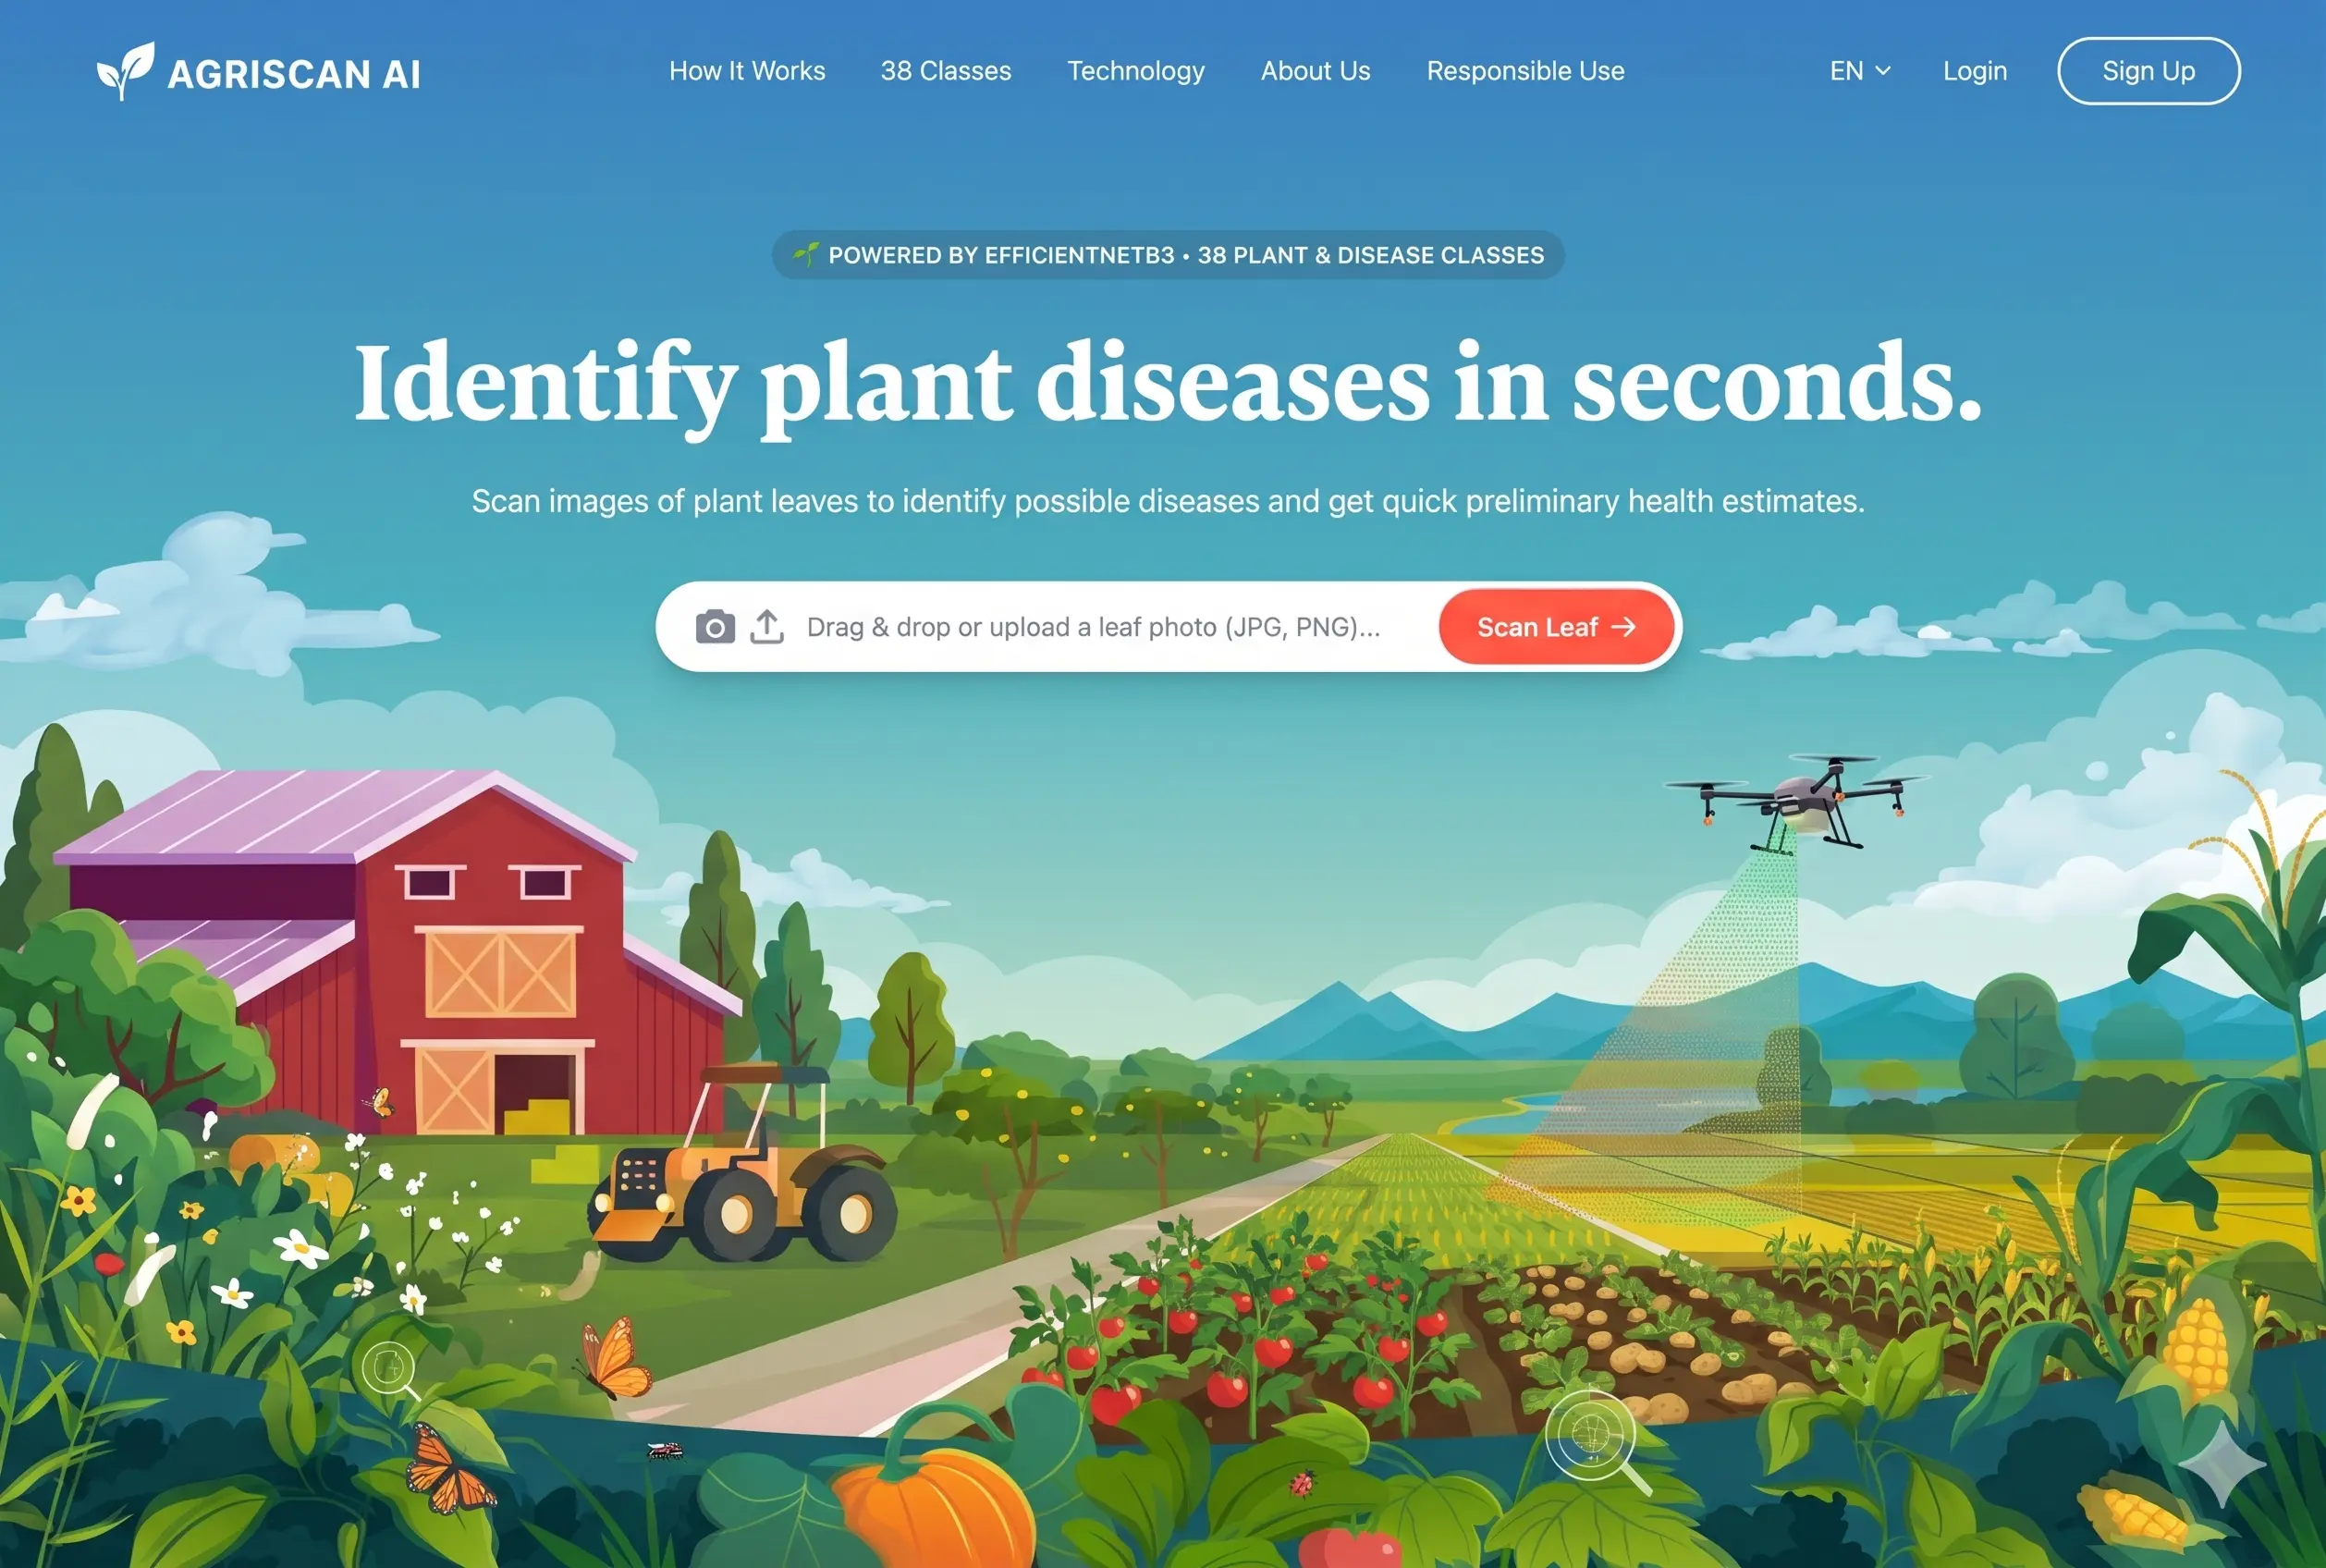 AGRISCAN AI
How It Works
38 Classes
Technology
About Us
Responsible Use
EN
Login
Sign Up
POWERED BY EFFICIENTNETB3 • 38 PLANT & DISEASE CLASSES
Identify plant diseases in seconds.
Scan images of plant leaves to identify possible diseases and get quick preliminary health estimates.
Drag & drop or upload a leaf photo (JPG, PNG)...
Scan Leaf →